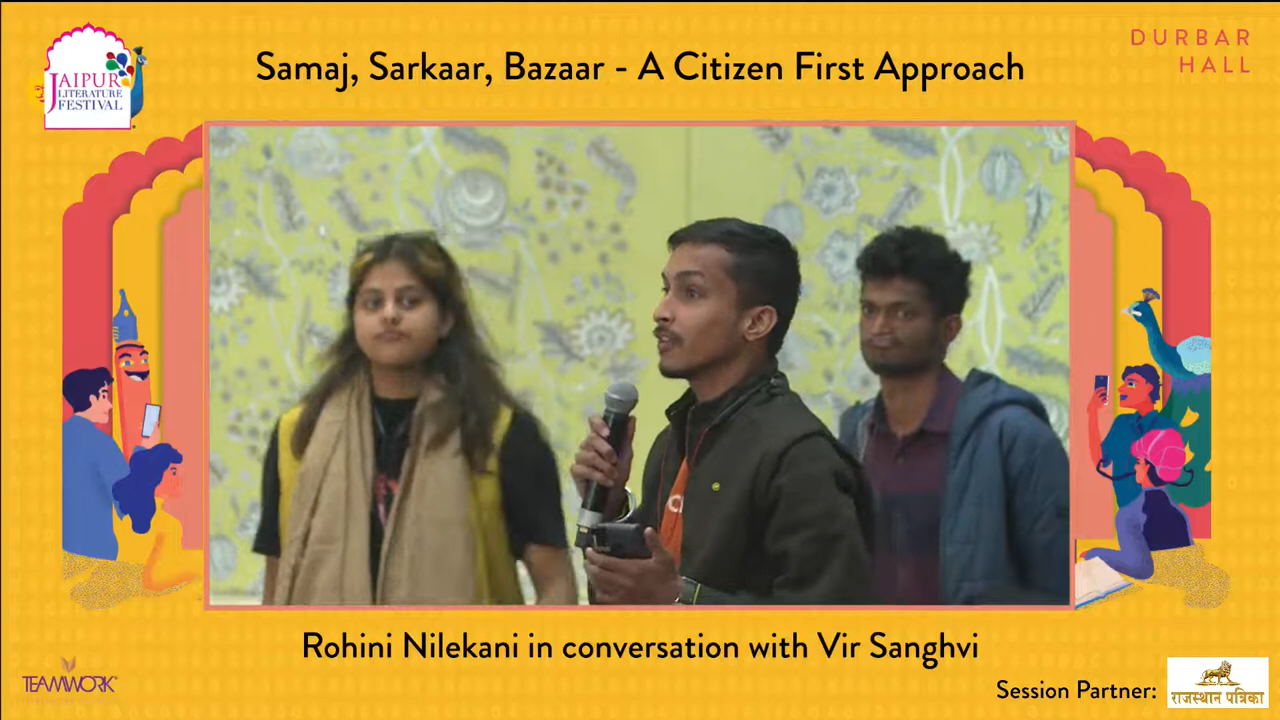 JAIPUR
LITERATURE
FESTIVAL
Samaj, Sarkaar, Bazaar - A Citizen First Approach
DURBAR
HALL
Rohini Nilekani in conversation with Vir Sanghvi
TEAMWORK
Session Partner:
राजस्थान पत्रिका